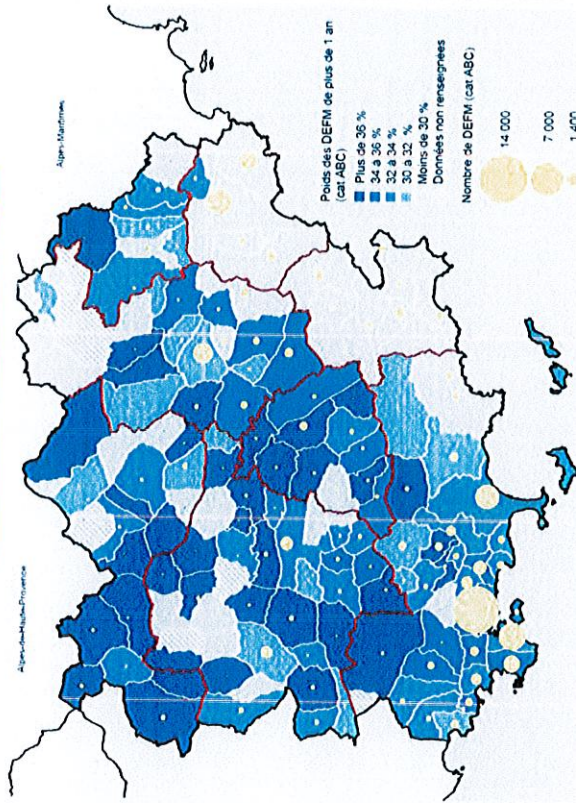 Alpes-de-Haute-Provence
Alpes-Maritimes
Poids des DEFM de plus de 1 an
(cat ABC)
Plus de 36 %
34 à 36 %
32 à 34 %
30 à 32 %
Moins de 30 %
Données non renseignées
Nombre de DEFM (cat ABC)
14 000
7 000
1 400